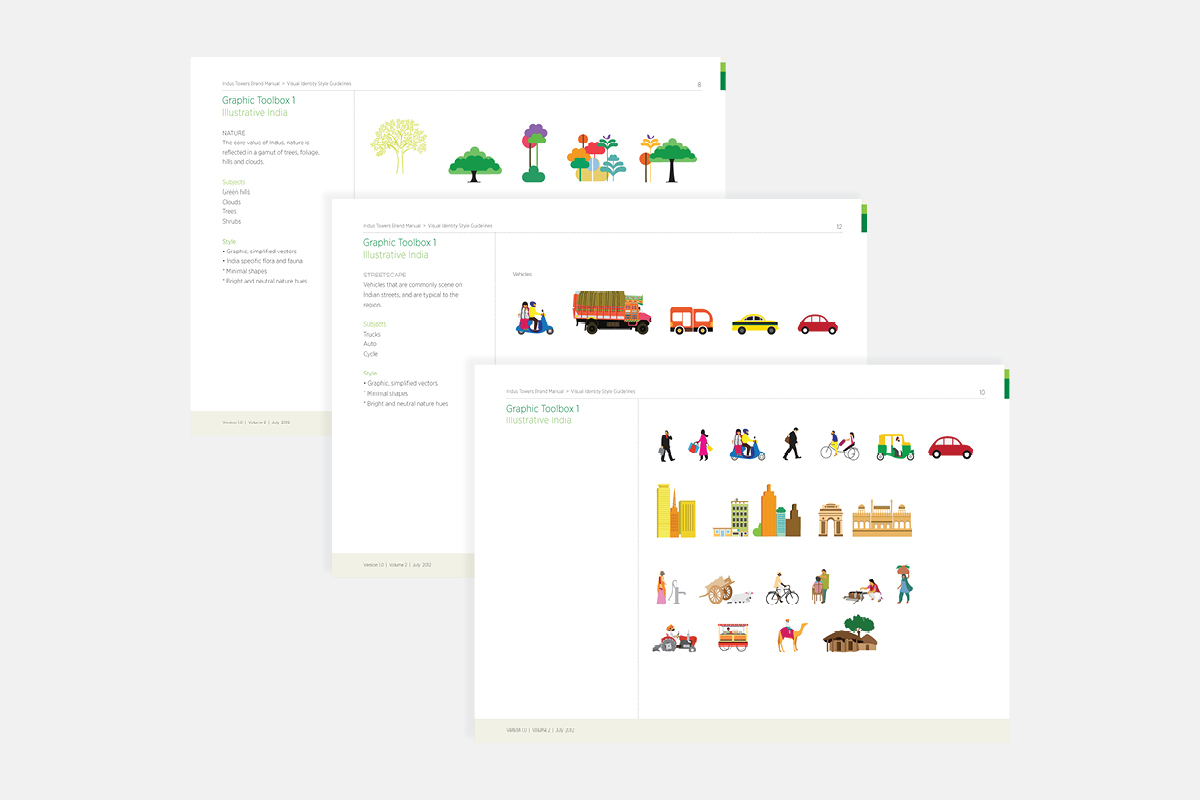 Indus Towers Brand Manual > Visual Identity Style Guidelines
8
Graphic Toolbox 1
Illustrative India
NATURE
The core value of Indus, nature is
reflected in a gamut of trees, foliage,
hills and clouds.
Subjects
Green hills
Clouds
Trees
Shrubs
Style
• Graphic, simplified vectors
• India specific flora and fauna
* Minimal shapes
* Bright and neutral nature hues
Version 1.0 | Volume 2 | July 2012
Indus Towers Brand Manual > Visual Identity Style Guidelines
12
Graphic Toolbox 1
Illustrative India
STREETSCAPE
Vehicles that are commonly scene on
Indian streets, and are typical to the
region.
Subjects
Trucks
Auto
Cycle
Style
• Graphic, simplified vectors
* Minimal shapes
* Bright and neutral nature hues
Vehicles
Version 1.0 | Volume 2 | July 2012
Indus Towers Brand Manual > Visual Identity Style Guidelines
10
Graphic Toolbox 1
Illustrative India
Version 1.0 | Volume 2 | July 2012